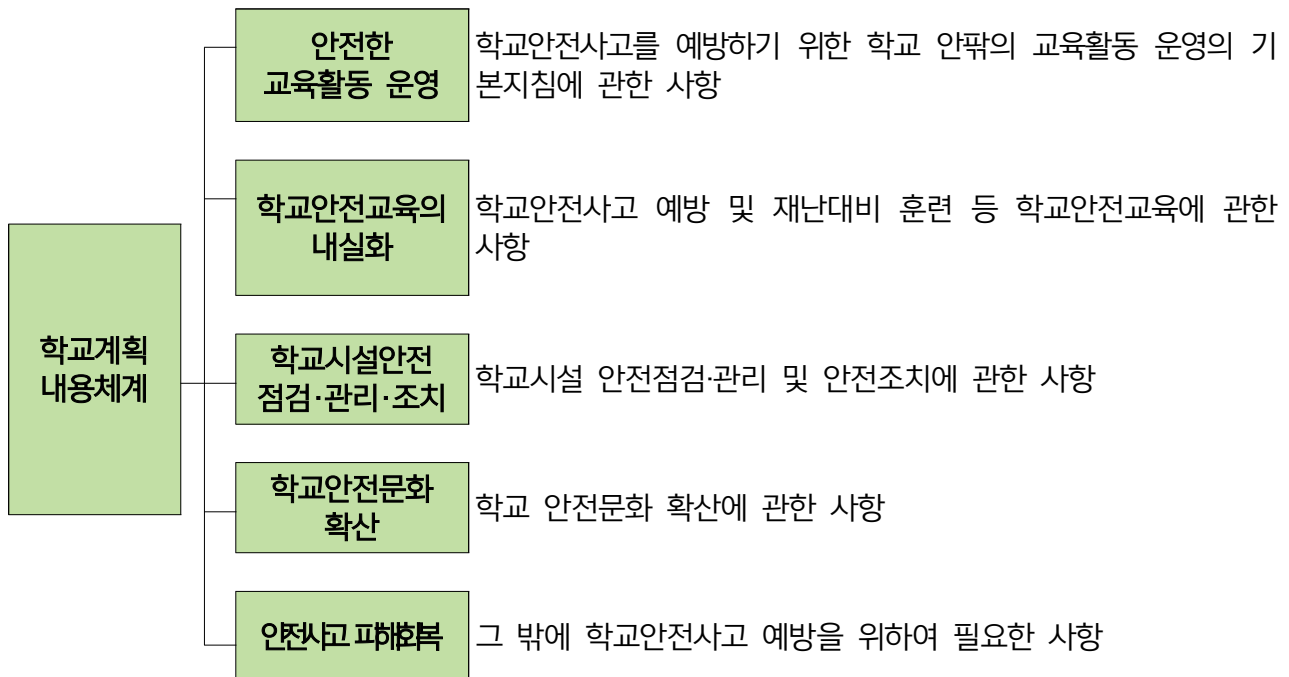 안전한
교육활동 운영
학교안전사고를 예방하기 위한 학교 안팎의 교육활동 운영의 기
본지침에 관한 사항
학교안전교육의
내실화
학교안전사고 예방 및 재난대비 훈련 등 학교안전교육에 관한
사항
학교계획
내용체계
학교시설안전
점검·관리·조치
학교시설 안전점검·관리 및 안전조치에 관한 사항
학교안전문화
확산
학교 안전문화 확산에 관한 사항
안전사고 피해회복
그 밖에 학교안전사고 예방을 위하여 필요한 사항